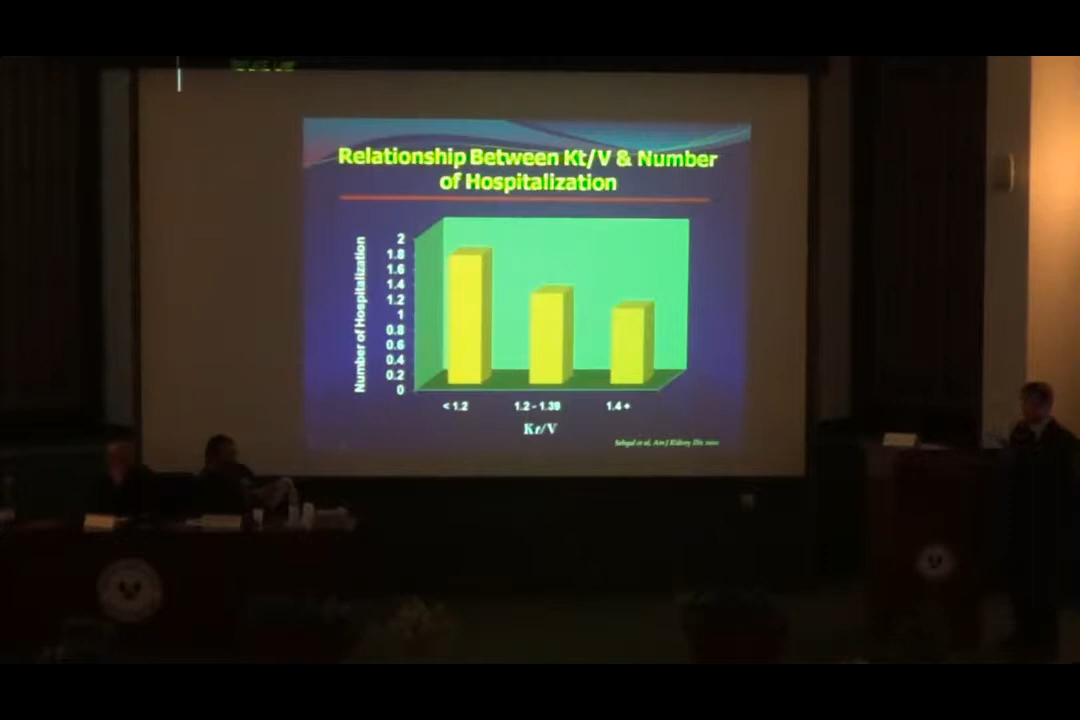 Relationship Between Kt/V & Number
of Hospitalization
Number of Hospitalization
2
1.8
1.6
1.4
1.2
1
0.8
0.6
0.4
0.2
0
< 1.2
1.2 - 1.39
1.4 +
Kt/V
Sehgal et al, Am J Kidney Dis